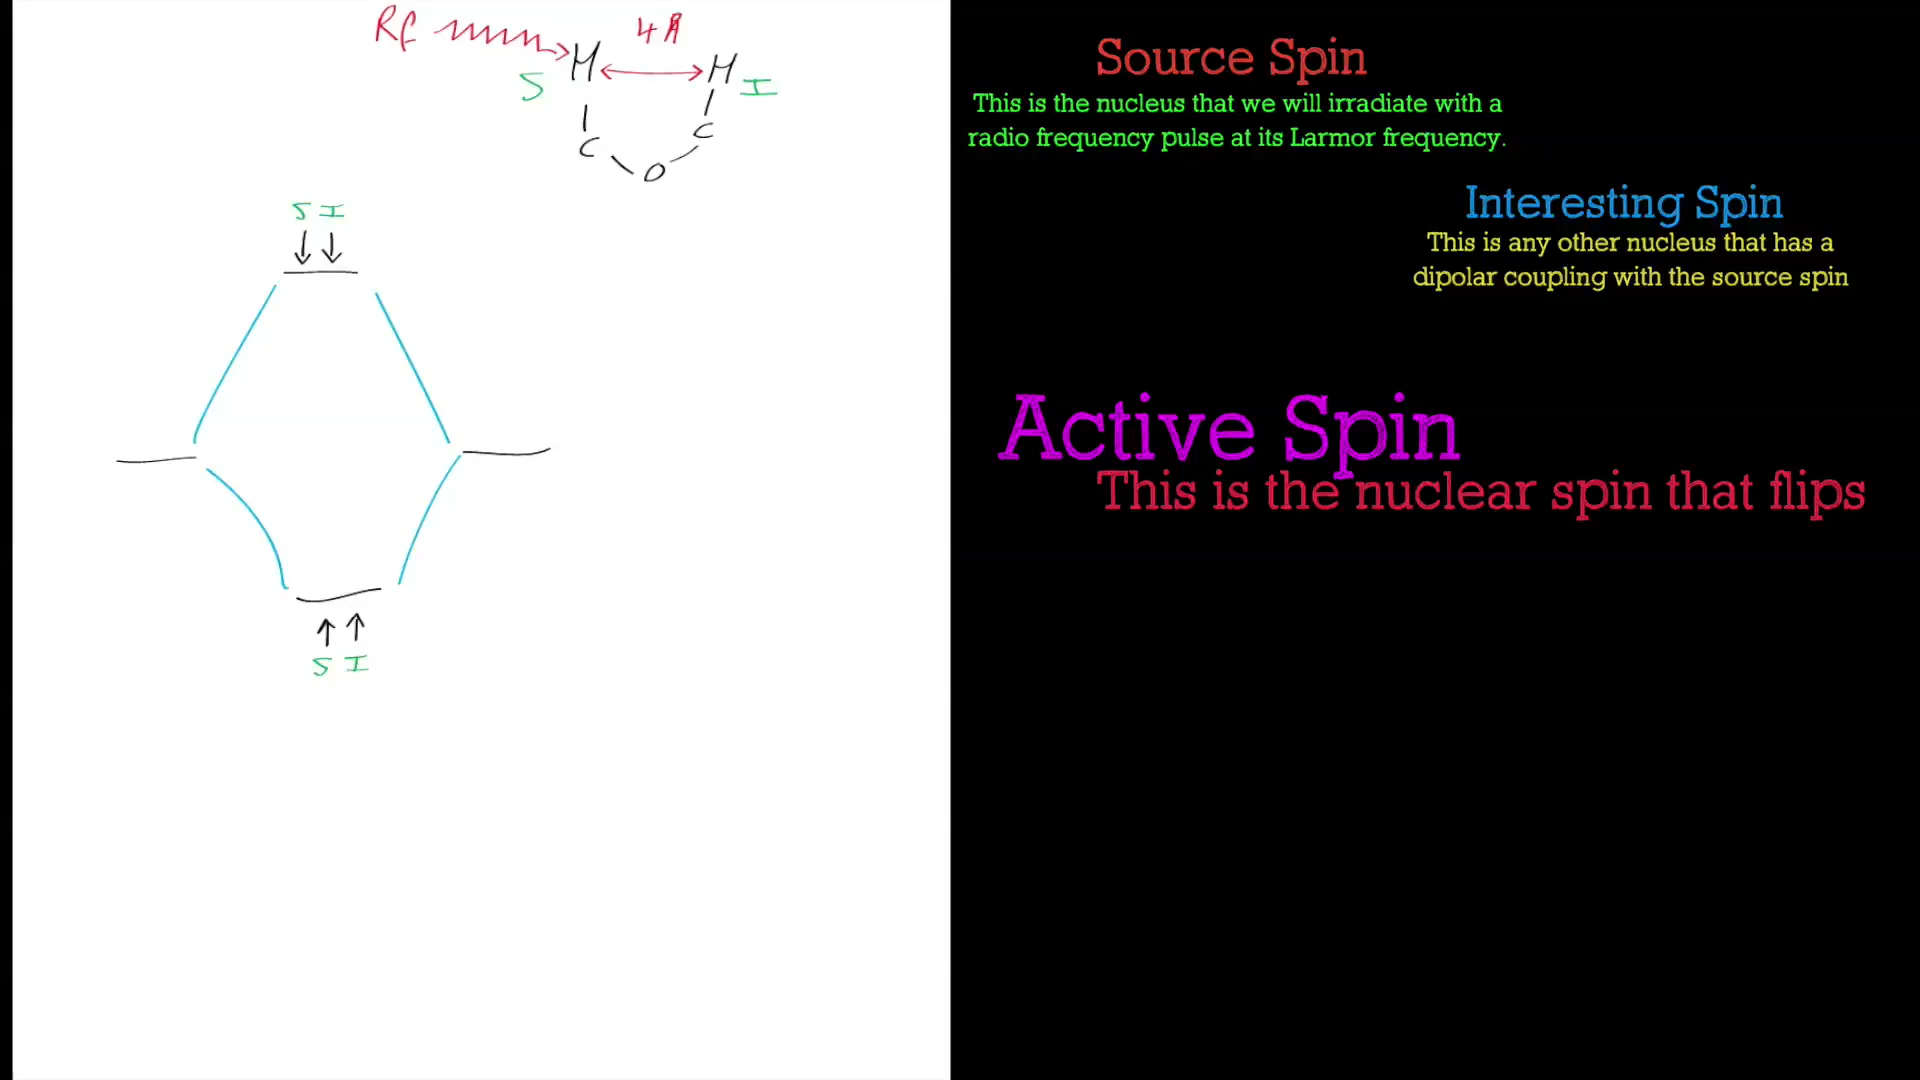 Rf
4Å
H
H
S
I
C
C
O
S I
↓↓
↑↑
S I
Source Spin
This is the nucleus that we will irradiate with a
radio frequency pulse at its Larmor frequency.
Interesting Spin
This is any other nucleus that has a
dipolar coupling with the source spin
Active Spin
This is the nuclear spin that flips